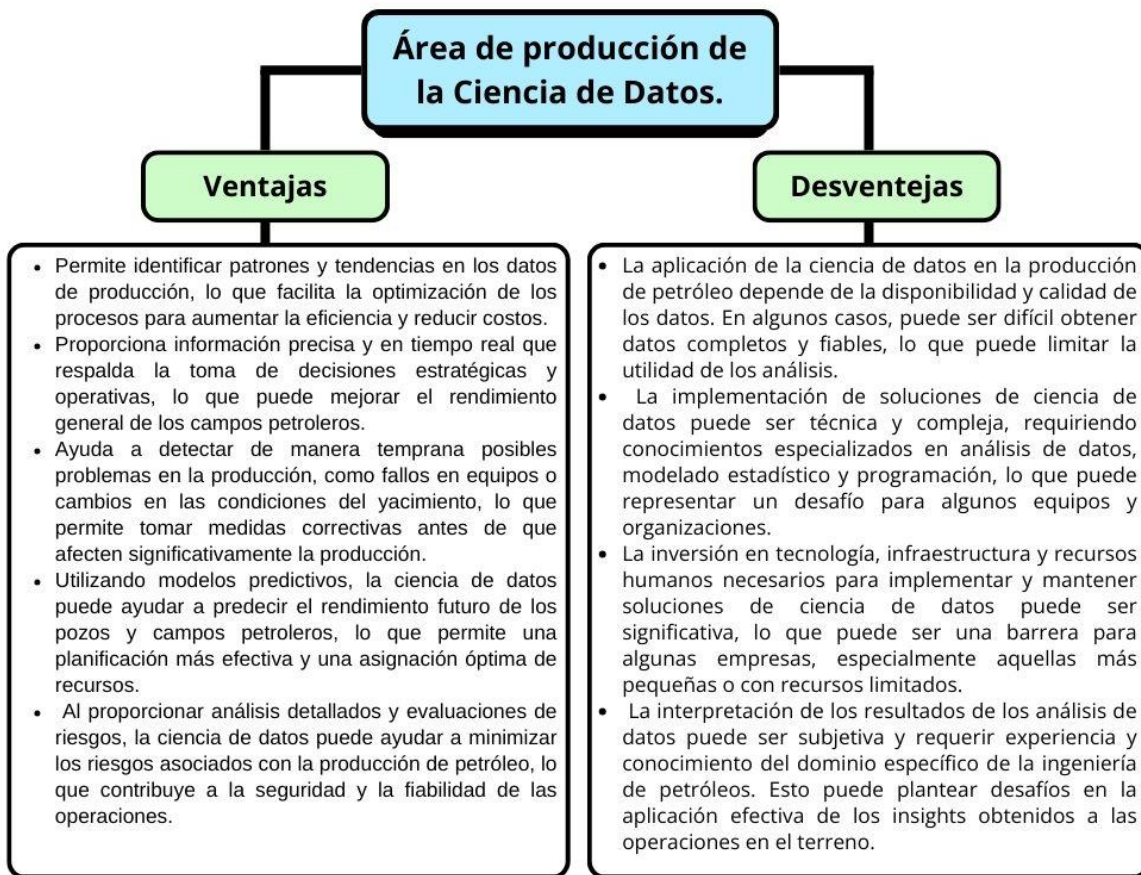 Área de producción de
la Ciencia de Datos.
Ventajas
Desventejas
• Permite identificar patrones y tendencias en los datos
de producción, lo que facilita la optimización de los
procesos para aumentar la eficiencia y reducir costos.
• Proporciona información precisa y en tiempo real que
respalda la toma de decisiones estratégicas y
operativas, lo que puede mejorar el rendimiento
general de los campos petroleros.
• Ayuda a detectar de manera temprana posibles
problemas en la producción, como fallos en equipos o
cambios en las condiciones del yacimiento, lo que
permite tomar medidas correctivas antes de que
afecten significativamente la producción.
• Utilizando modelos predictivos, la ciencia de datos
puede ayudar a predecir el rendimiento futuro de los
pozos y campos petroleros, lo que permite una
planificación más efectiva y una asignación óptima de
recursos.
• Al proporcionar análisis detallados y evaluaciones de
riesgos, la ciencia de datos puede ayudar a minimizar
los riesgos asociados con la producción de petróleo, lo
que contribuye a la seguridad y la fiabilidad de las
operaciones.
• La aplicación de la ciencia de datos en la producción
de petróleo depende de la disponibilidad y calidad de
los datos. En algunos casos, puede ser difícil obtener
datos completos y fiables, lo que puede limitar la
utilidad de los análisis.
• La implementación de soluciones de ciencia de
datos puede ser técnica y compleja, requiriendo
conocimientos especializados en análisis de datos,
modelado estadístico y programación, lo que puede
representar un desafío para algunos equipos y
organizaciones.
• La inversión en tecnología, infraestructura y recursos
humanos necesarios para implementar y mantener
soluciones de ciencia de datos puede ser
significativa, lo que puede ser una barrera para
algunas empresas, especialmente aquellas más
pequeñas o con recursos limitados.
• La interpretación de los resultados de los análisis de
datos puede ser subjetiva y requerir experiencia y
conocimiento del dominio específico de la ingeniería
de petróleos. Esto puede plantear desafíos en la
aplicación efectiva de los insights obtenidos a las
operaciones en el terreno.